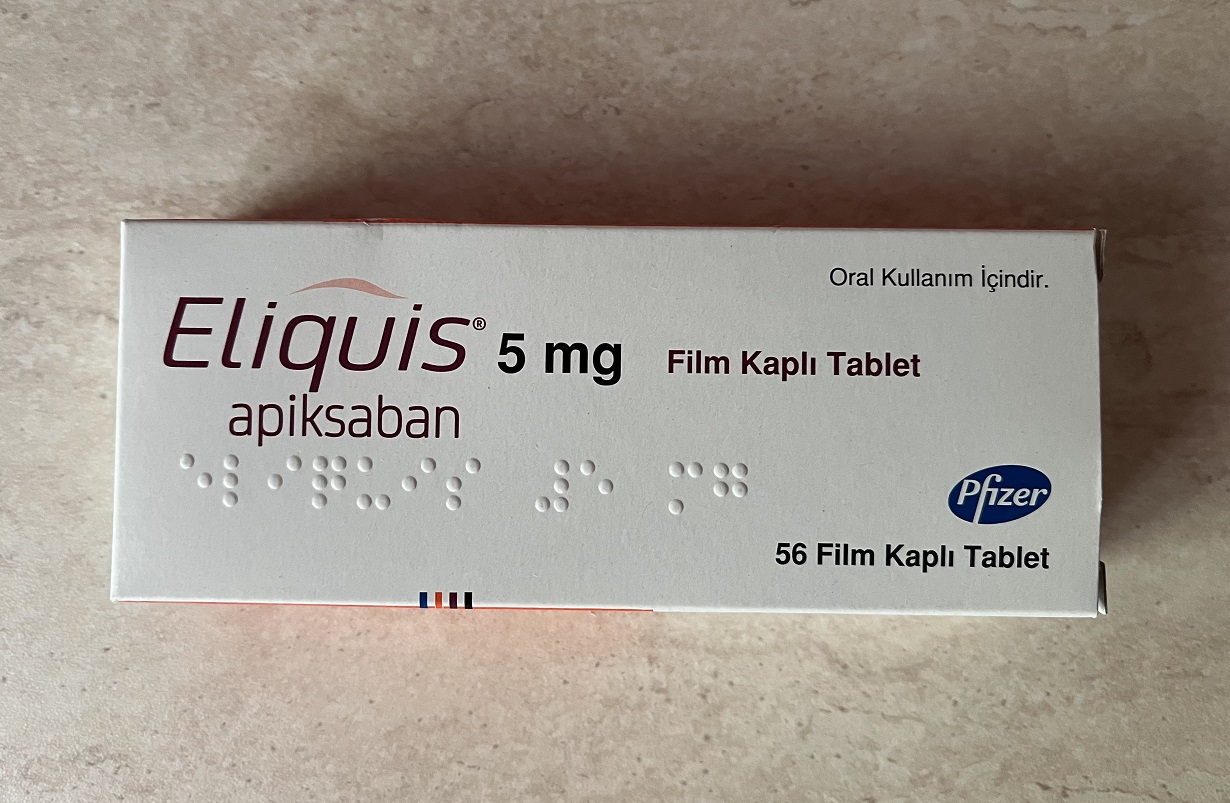 Oral Kullanım İçindir.
Eliquis® 5 mg Film Kaplı Tablet
apiksaban
⠑⠇⠊⠟⠥⠊⠎ ⠼⠑ ⠍⠛
Pfizer
56 Film Kaplı Tablet